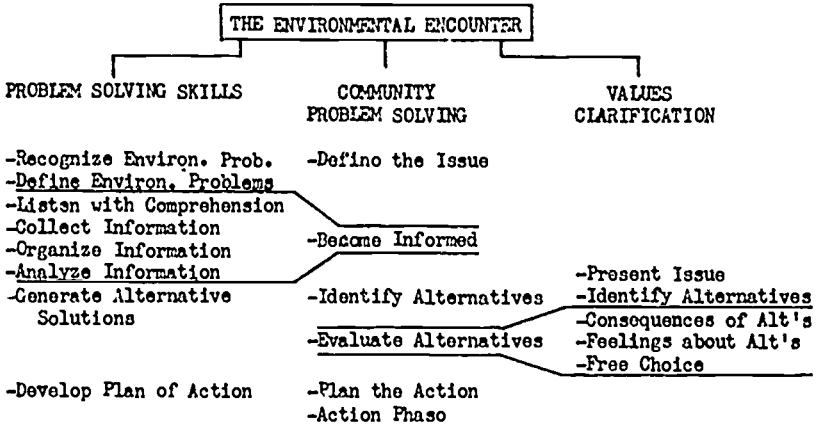 THE ENVIRONMENTAL ENCOUNTER
PROBLEM SOLVING SKILLS
-Recognize Environ. Prob.
-Define Environ. Problems
-Listen with Comprehension
-Collect Information
-Organize Information
-Analyze Information
-Generate Alternative
Solutions
-Develop Plan of Action
COMMUNITY
PROBLEM SOLVING
-Defino the Issue
-Become Informed
-Identify Alternatives
-Evaluate Alternatives
-Plan the Action
-Action Phaso
VALUES
CLARIFICATION
-Present Issue
-Identify Alternatives
-Consequences of Alt's
-Feelings about Alt's
-Free Choice